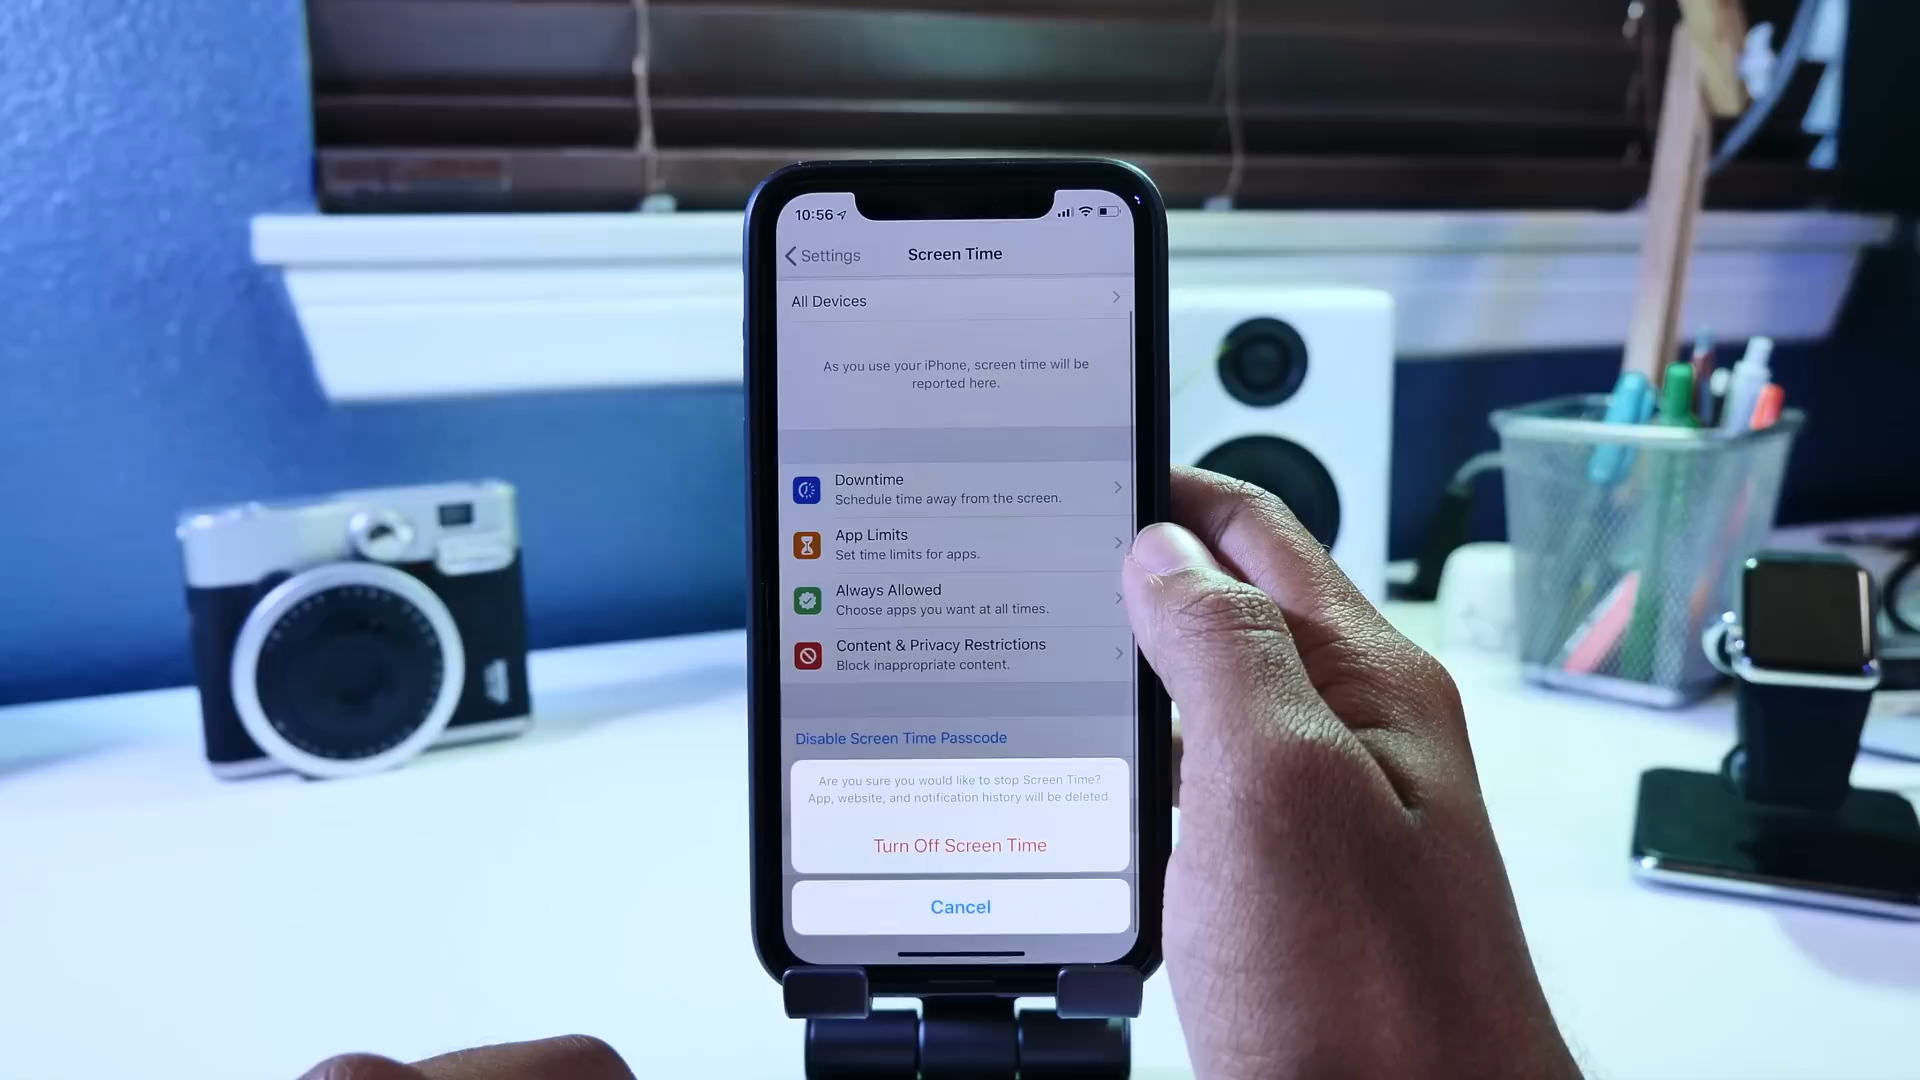 10:56
Settings
Screen Time
All Devices
As you use your iPhone, screen time will be
reported here.
Downtime
Schedule time away from the screen.
App Limits
Set time limits for apps.
Always Allowed
Choose apps you want at all times.
Content & Privacy Restrictions
Block inappropriate content.
Disable Screen Time Passcode
Are you sure you would like to stop Screen Time?
App, website, and notification history will be deleted.
Turn Off Screen Time
Cancel